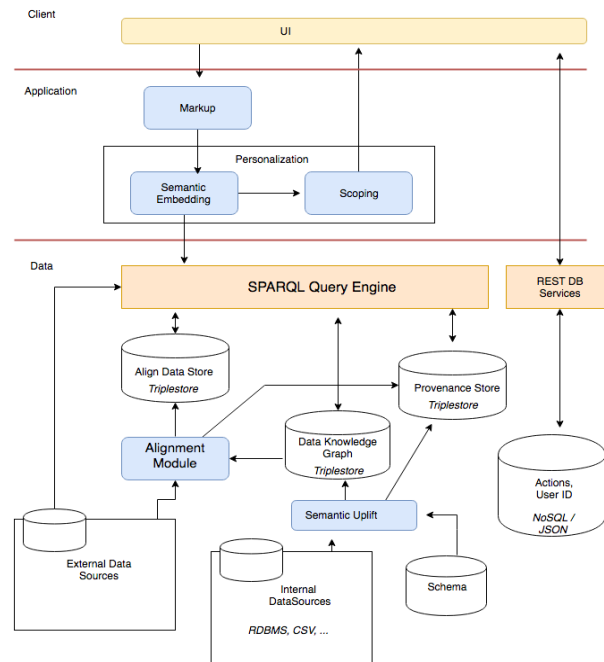 Client
UI
Application
Markup
Personalization
Semantic
Embedding
Scoping
Data
SPARQL Query Engine
REST DB
Services
Align Data Store
Triplestore
Provenance Store
Triplestore
Alignment
Module
Data Knowledge
Graph
Triplestore
Actions,
User ID
NoSQL /
JSON
Semantic Uplift
External Data
Sources
Internal
DataSources
RDBMS, CSV, ...
Schema